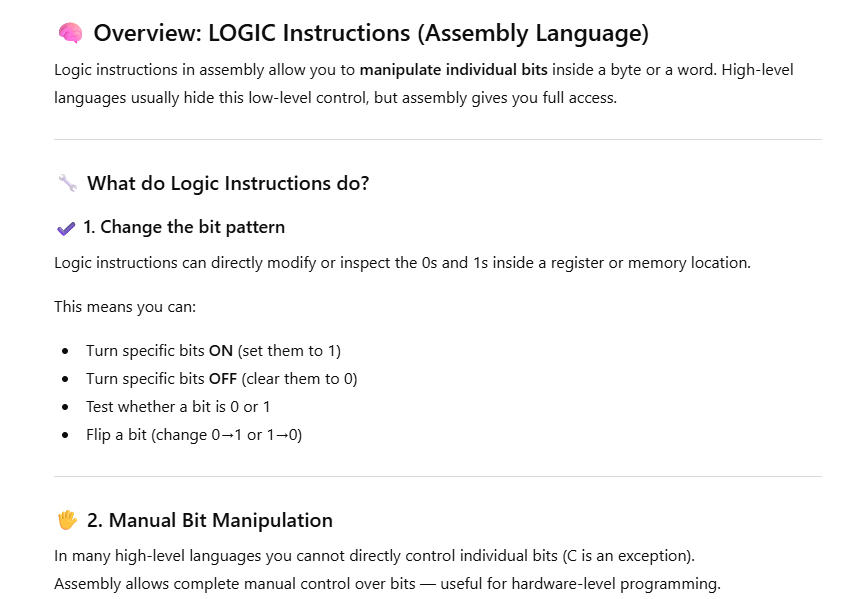 🧠 Overview: LOGIC Instructions (Assembly Language)
Logic instructions in assembly allow you to manipulate individual bits inside a byte or a word. High-level
languages usually hide this low-level control, but assembly gives you full access.
🔧 What do Logic Instructions do?
✔ 1. Change the bit pattern
Logic instructions can directly modify or inspect the 0s and 1s inside a register or memory location.
This means you can:
• Turn specific bits ON (set them to 1)
• Turn specific bits OFF (clear them to 0)
• Test whether a bit is 0 or 1
• Flip a bit (change 0→1 or 1→0)
🖐 2. Manual Bit Manipulation
In many high-level languages you cannot directly control individual bits (C is an exception).
Assembly allows complete manual control over bits — useful for hardware-level programming.